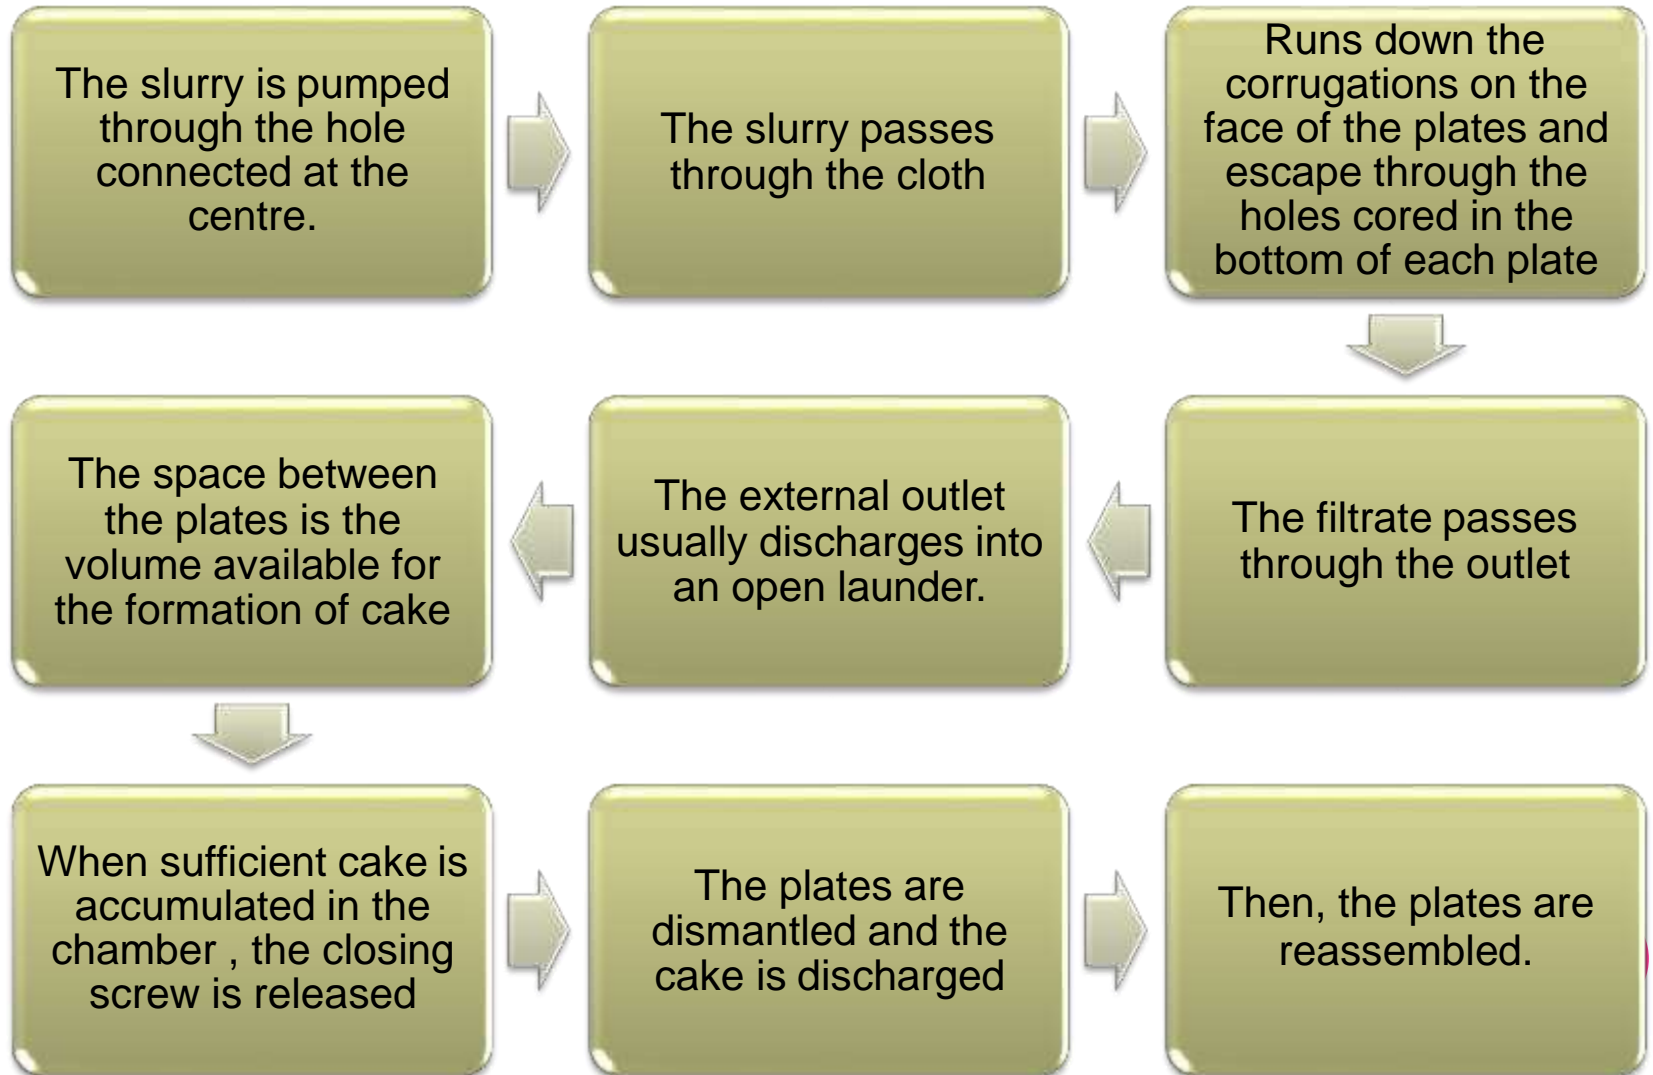 The slurry is pumped
through the hole
connected at the
centre.
The slurry passes
through the cloth
Runs down the
corrugations on the
face of the plates and
escape through the
holes cored in the
bottom of each plate
The filtrate passes
through the outlet
The external outlet
usually discharges into
an open launder.
The space between
the plates is the
volume available for
the formation of cake
When sufficient cake is
accumulated in the
chamber , the closing
screw is released
The plates are
dismantled and the
cake is discharged
Then, the plates are
reassembled.